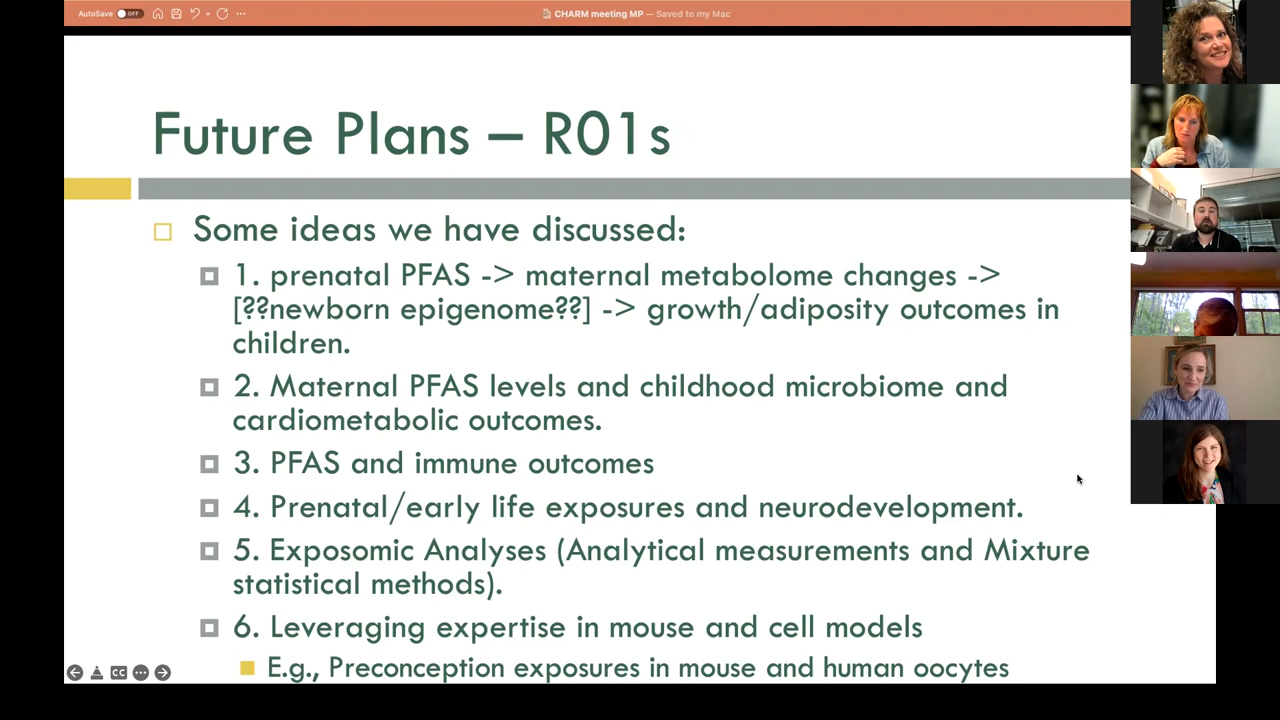 AutoSave OFF
CHARM meeting MP — Saved to my Mac
Future Plans – R01s
Some ideas we have discussed:
1. prenatal PFAS -> maternal metabolome changes ->
[??newborn epigenome??] -> growth/adiposity outcomes in
children.
2. Maternal PFAS levels and childhood microbiome and
cardiometabolic outcomes.
3. PFAS and immune outcomes
4. Prenatal/early life exposures and neurodevelopment.
5. Exposomic Analyses (Analytical measurements and Mixture
statistical methods).
6. Leveraging expertise in mouse and cell models
E.g., Preconception exposures in mouse and human oocytes
CC